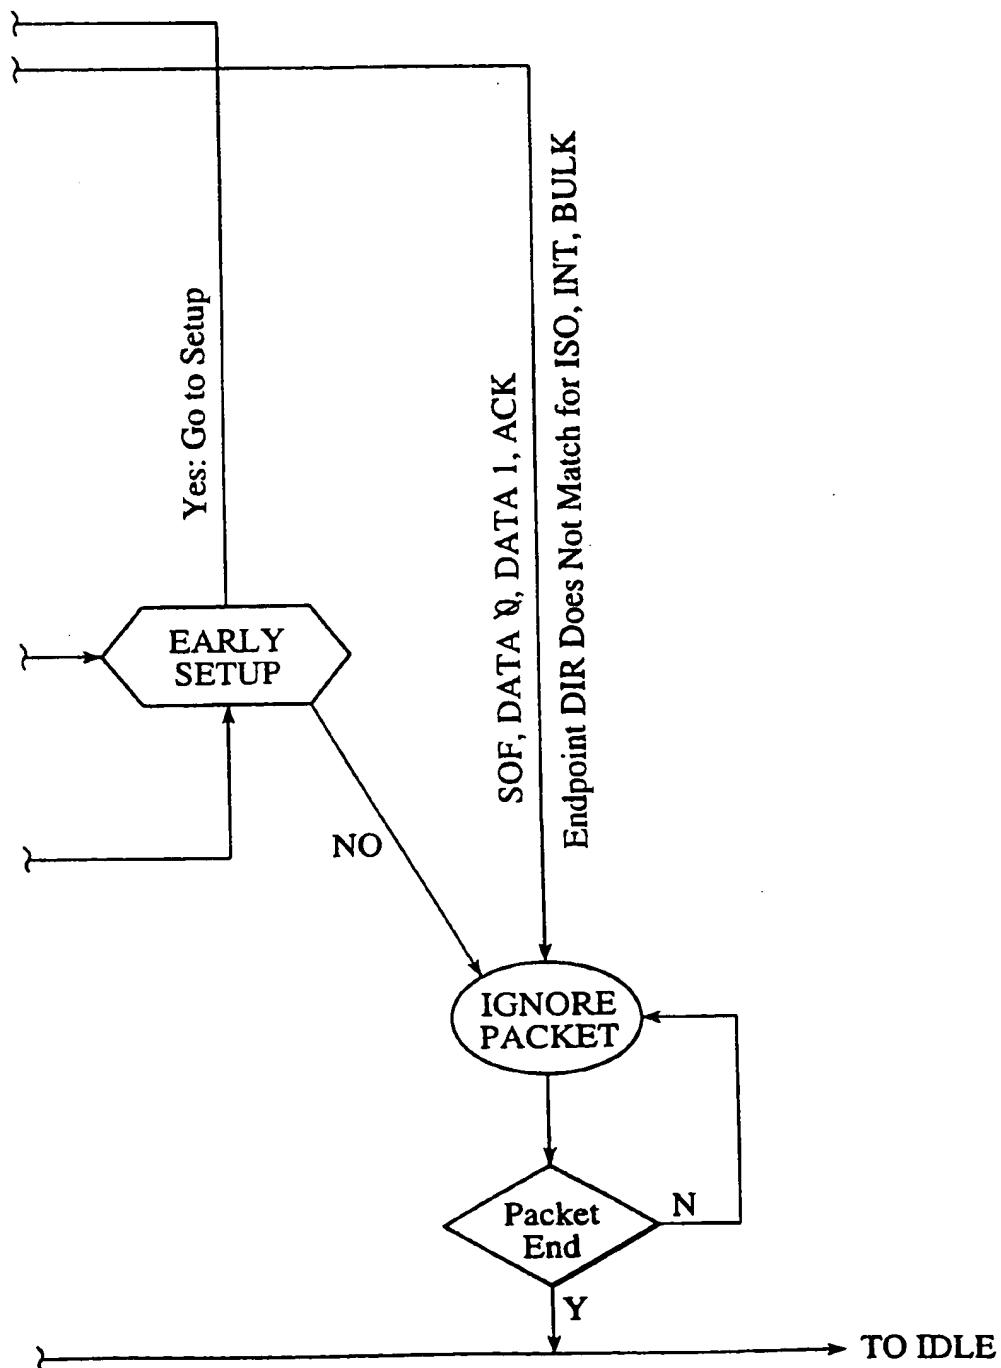 Yes: Go to Setup
SOF, DATA 0, DATA 1, ACK
Endpoint DIR Does Not Match for ISO, INT, BULK
EARLY
SETUP
NO
IGNORE
PACKET
Packet
End
N
Y
TO IDLE